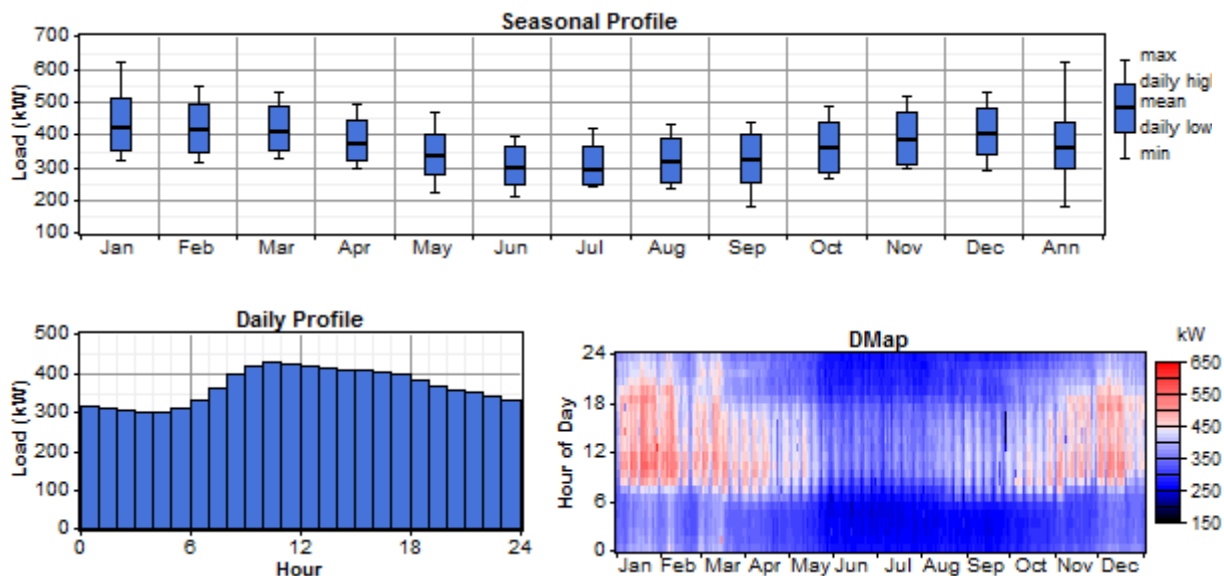 Seasonal Profile
700
600
500
400
300
200
100
Load (kW)
Jan Feb Mar Apr May Jun Jul Aug Sep Oct Nov Dec Ann
max
daily high
mean
daily low
min
Daily Profile
500
400
300
200
100
0
Load (kW)
0 6 12 18 24
Hour
DMap
24
18
12
6
0
Hour of Day
Jan Feb Mar Apr May Jun Jul Aug Sep Oct Nov Dec
kW
650
550
450
350
250
150